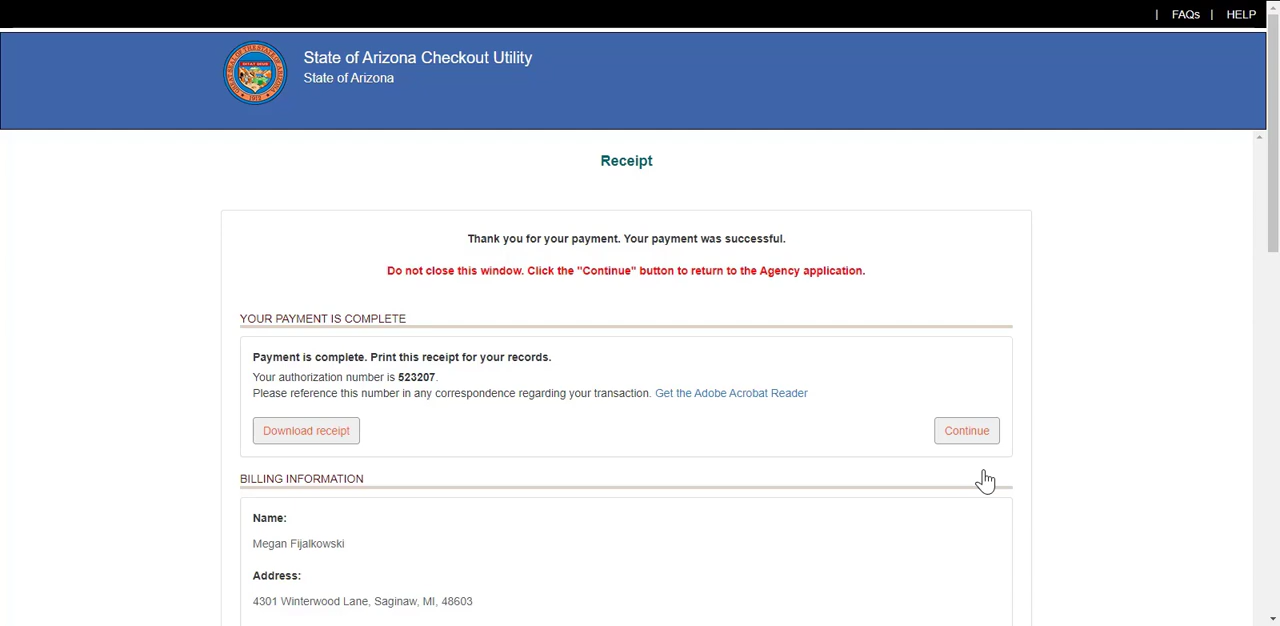 | FAQs | HELP
State of Arizona Checkout Utility
State of Arizona
Receipt
Thank you for your payment. Your payment was successful.
Do not close this window. Click the "Continue" button to return to the Agency application.
YOUR PAYMENT IS COMPLETE
Payment is complete. Print this receipt for your records.
Your authorization number is 523207.
Please reference this number in any correspondence regarding your transaction. Get the Adobe Acrobat Reader
Download receipt
Continue
BILLING INFORMATION
Name:
Megan Fijalkowski
Address:
4301 Winterwood Lane, Saginaw, MI, 48603